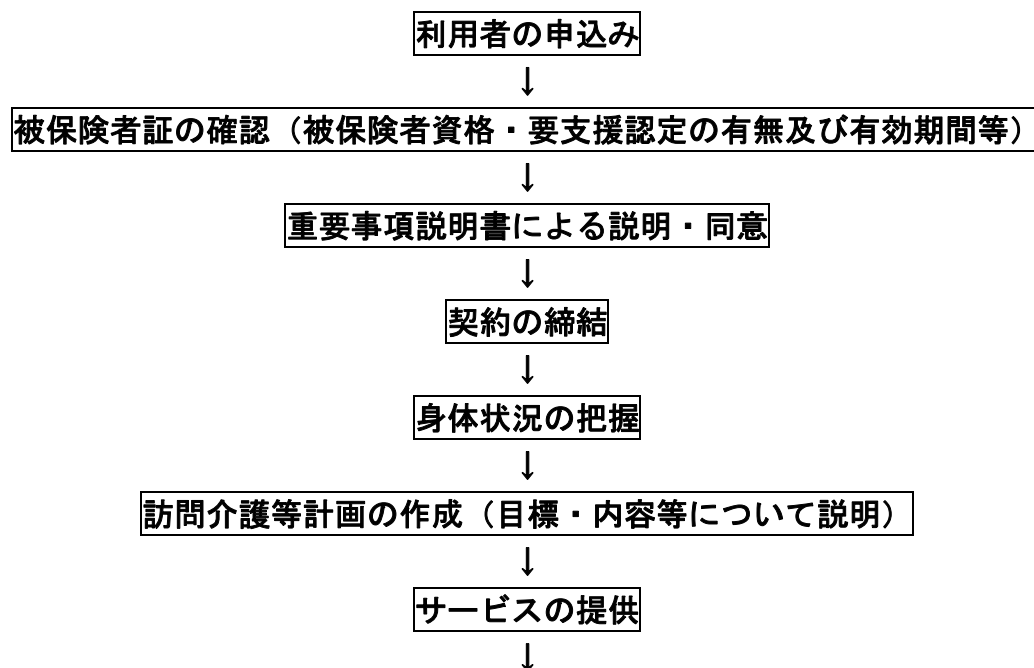 利用者の申込み
↓
被保険者証の確認（被保険者資格・要支援認定の有無及び有効期間等）
↓
重要事項説明書による説明・同意
↓
契約の締結
↓
身体状況の把握
↓
訪問介護等計画の作成（目標・内容等について説明）
↓
サービスの提供
↓